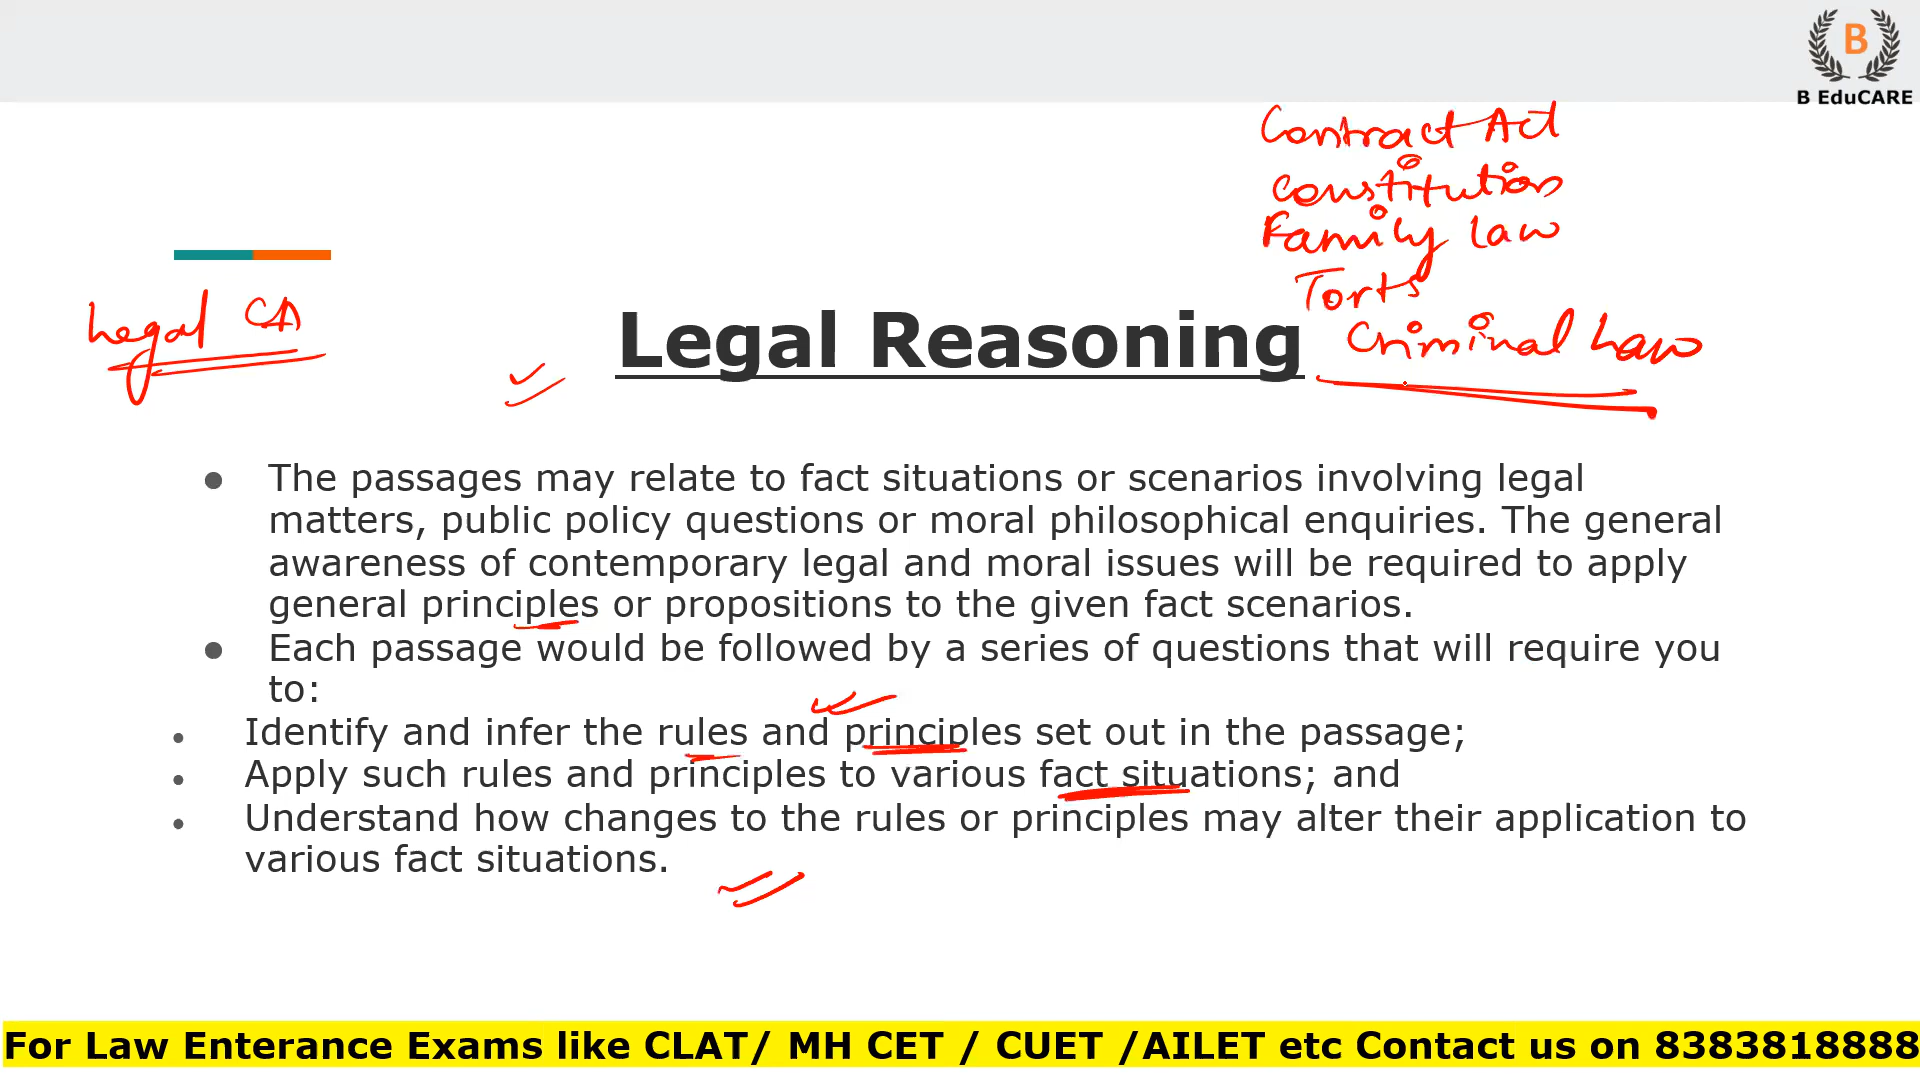 B
B EduCARE
Contract Act
Constitution
Family Law
Torts
Criminal Law
Legal CA
Legal Reasoning
● The passages may relate to fact situations or scenarios involving legal
matters, public policy questions or moral philosophical enquiries. The general
awareness of contemporary legal and moral issues will be required to apply
general principles or propositions to the given fact scenarios.
● Each passage would be followed by a series of questions that will require you
to:
• Identify and infer the rules and principles set out in the passage;
• Apply such rules and principles to various fact situations; and
• Understand how changes to the rules or principles may alter their application to
various fact situations.
For Law Enterance Exams like CLAT/ MH CET / CUET /AILET etc Contact us on 8383818888